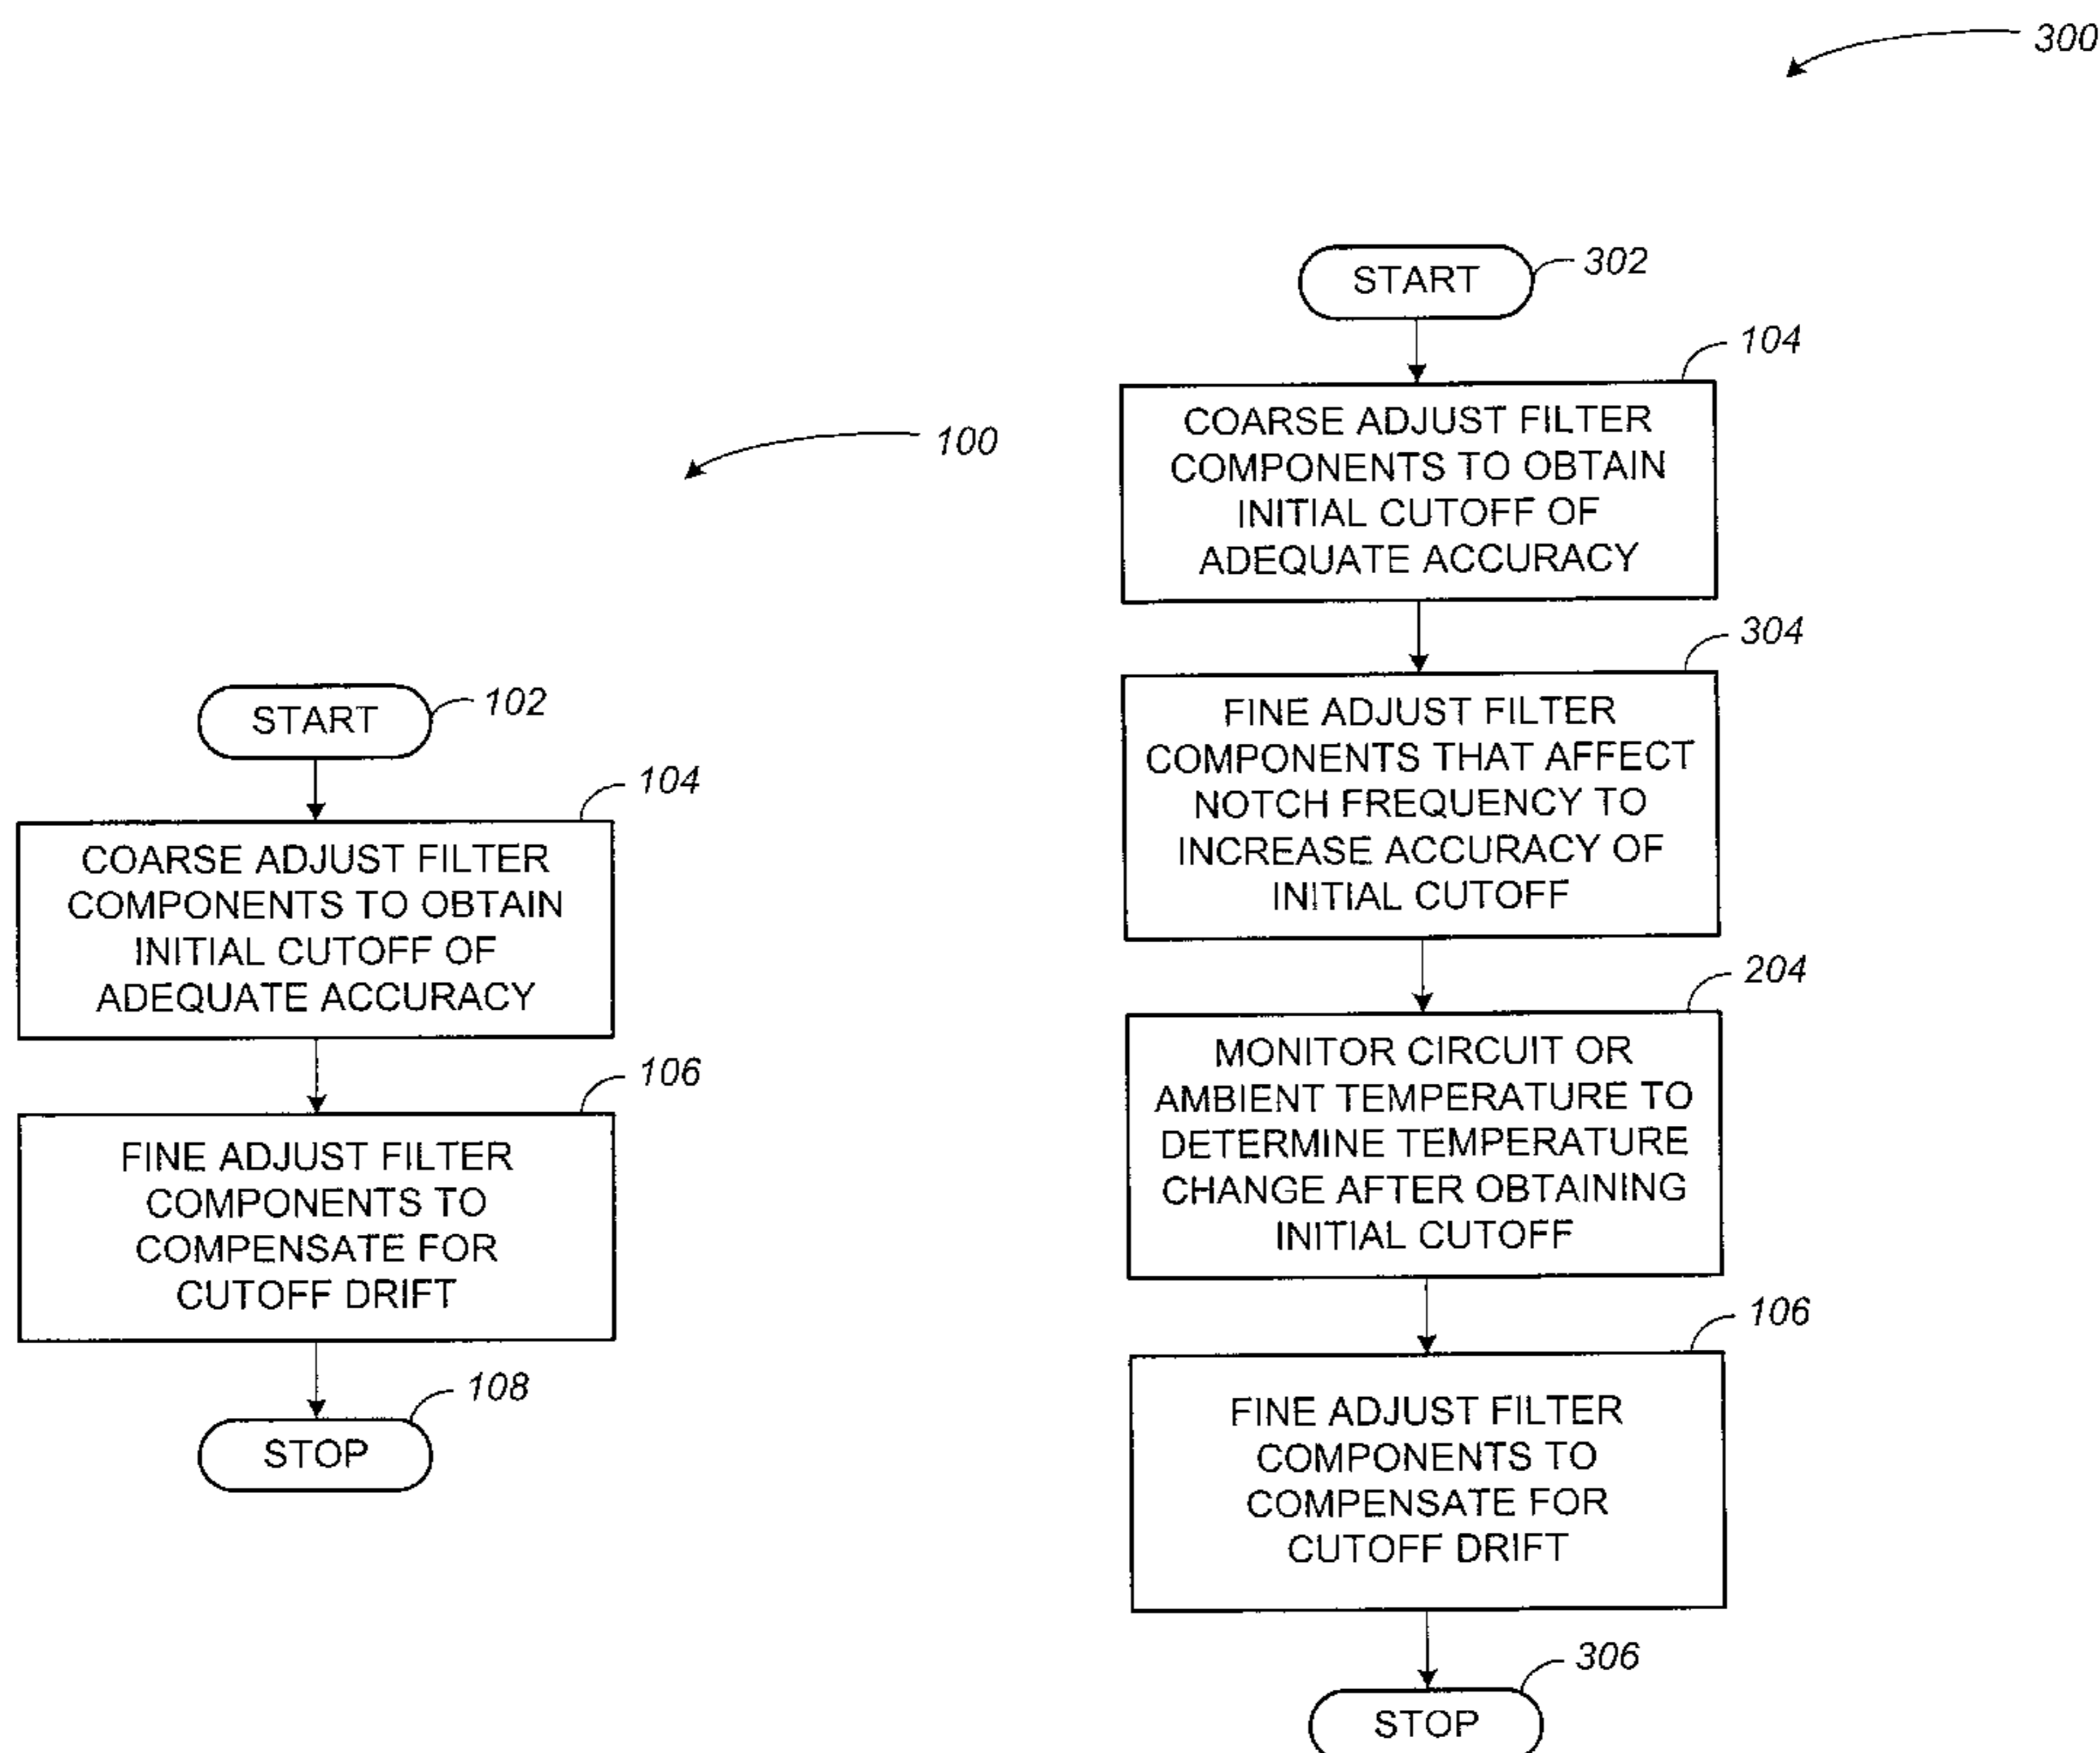 100
START
102
104
COARSE ADJUST FILTER
COMPONENTS TO OBTAIN
INITIAL CUTOFF OF
ADEQUATE ACCURACY
106
FINE ADJUST FILTER
COMPONENTS TO
COMPENSATE FOR
CUTOFF DRIFT
108
STOP
300
START
302
104
COARSE ADJUST FILTER
COMPONENTS TO OBTAIN
INITIAL CUTOFF OF
ADEQUATE ACCURACY
304
FINE ADJUST FILTER
COMPONENTS THAT AFFECT
NOTCH FREQUENCY TO
INCREASE ACCURACY OF
INITIAL CUTOFF
204
MONITOR CIRCUIT OR
AMBIENT TEMPERATURE TO
DETERMINE TEMPERATURE
CHANGE AFTER OBTAINING
INITIAL CUTOFF
106
FINE ADJUST FILTER
COMPONENTS TO
COMPENSATE FOR
CUTOFF DRIFT
306
STOP